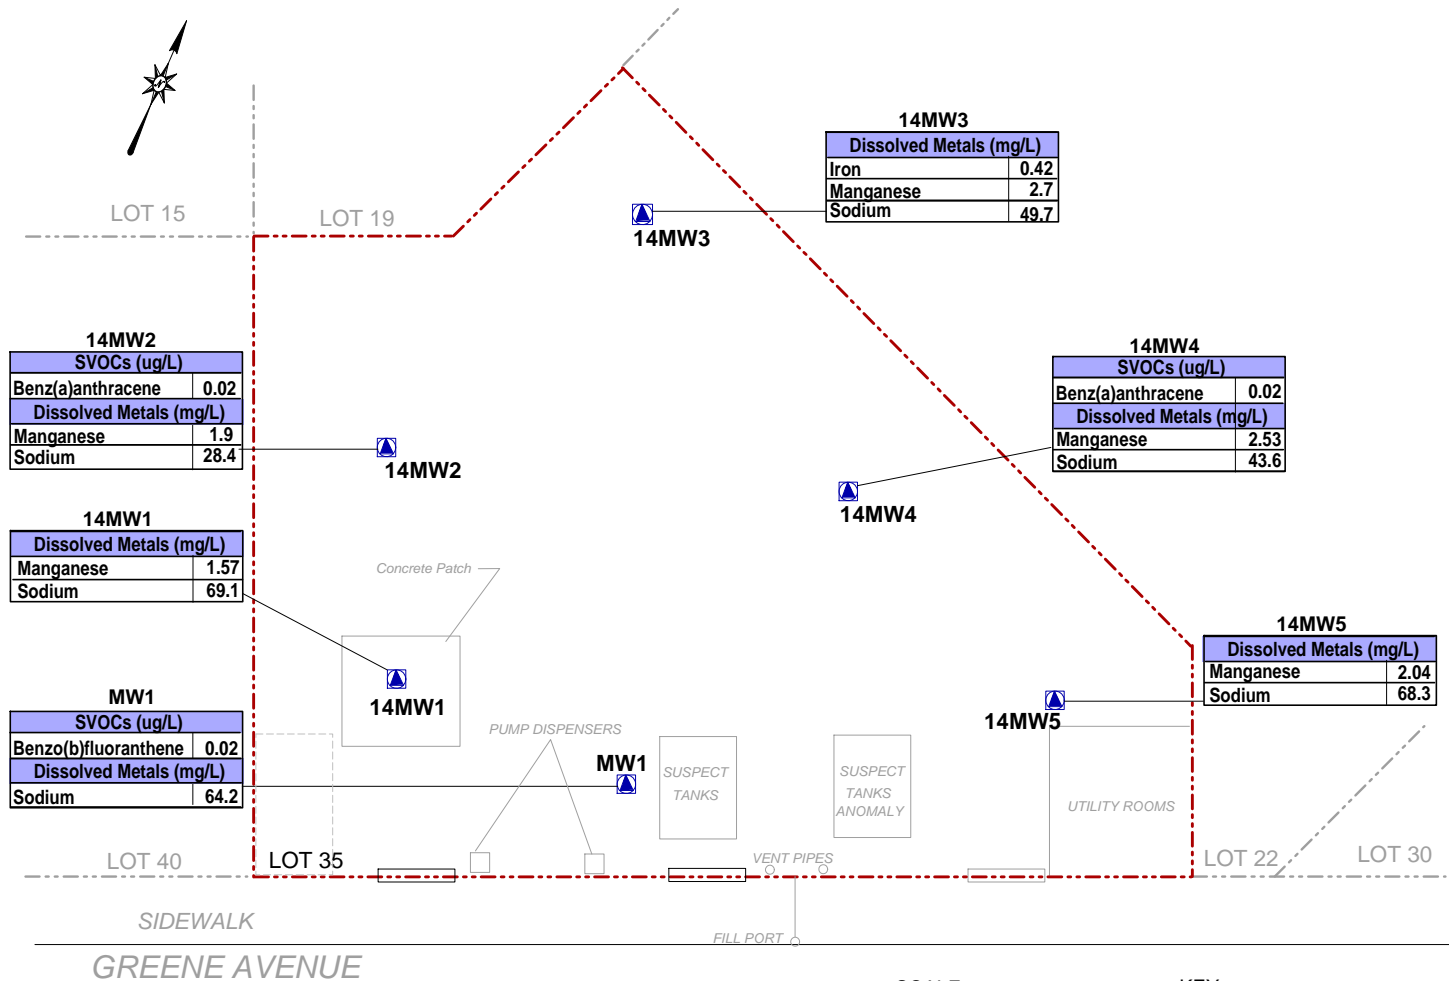 14MW3
Dissolved Metals (mg/L)
Iron 0.42
Manganese 2.7
Sodium 49.7
14MW3
LOT 15
LOT 19
14MW2
SVOCs (ug/L)
Benz(a)anthracene 0.02
Dissolved Metals (mg/L)
Manganese 1.9
Sodium 28.4
14MW2
14MW4
SVOCs (ug/L)
Benz(a)anthracene 0.02
Dissolved Metals (mg/L)
Manganese 2.53
Sodium 43.6
14MW4
14MW1
Dissolved Metals (mg/L)
Manganese 1.57
Sodium 69.1
Concrete Patch
14MW1
14MW5
Dissolved Metals (mg/L)
Manganese 2.04
Sodium 68.3
14MW5
MW1
SVOCs (ug/L)
Benzo(b)fluoranthene 0.02
Dissolved Metals (mg/L)
Sodium 64.2
PUMP DISPENSERS
MW1
SUSPECT
TANKS
SUSPECT
TANKS
ANOMALY
UTILITY ROOMS
LOT 40
LOT 35
VENT PIPES
LOT 22
LOT 30
SIDEWALK
FILL PORT
GREENE AVENUE